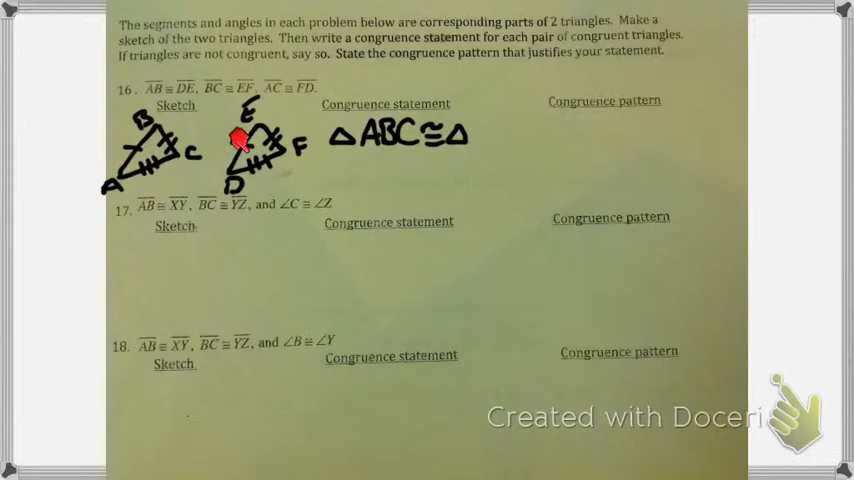 The segments and angles in each problem below are corresponding parts of 2 triangles. Make a
sketch of the two triangles. Then write a congruence statement for each pair of congruent triangles.
If triangles are not congruent, say so. State the congruence pattern that justifies your statement.
16. AB ≅ DE, BC ≅ EF, AC ≅ FD.
Sketch Congruence statement Congruence pattern
B E
C F
A D
△ABC≅△
17. AB ≅ XY, BC ≅ YZ, and ∠C ≅ ∠Z
Sketch Congruence statement Congruence pattern
18. AB ≅ XY, BC ≅ YZ, and ∠B ≅ ∠Y
Sketch Congruence statement Congruence pattern
Created with Doceri